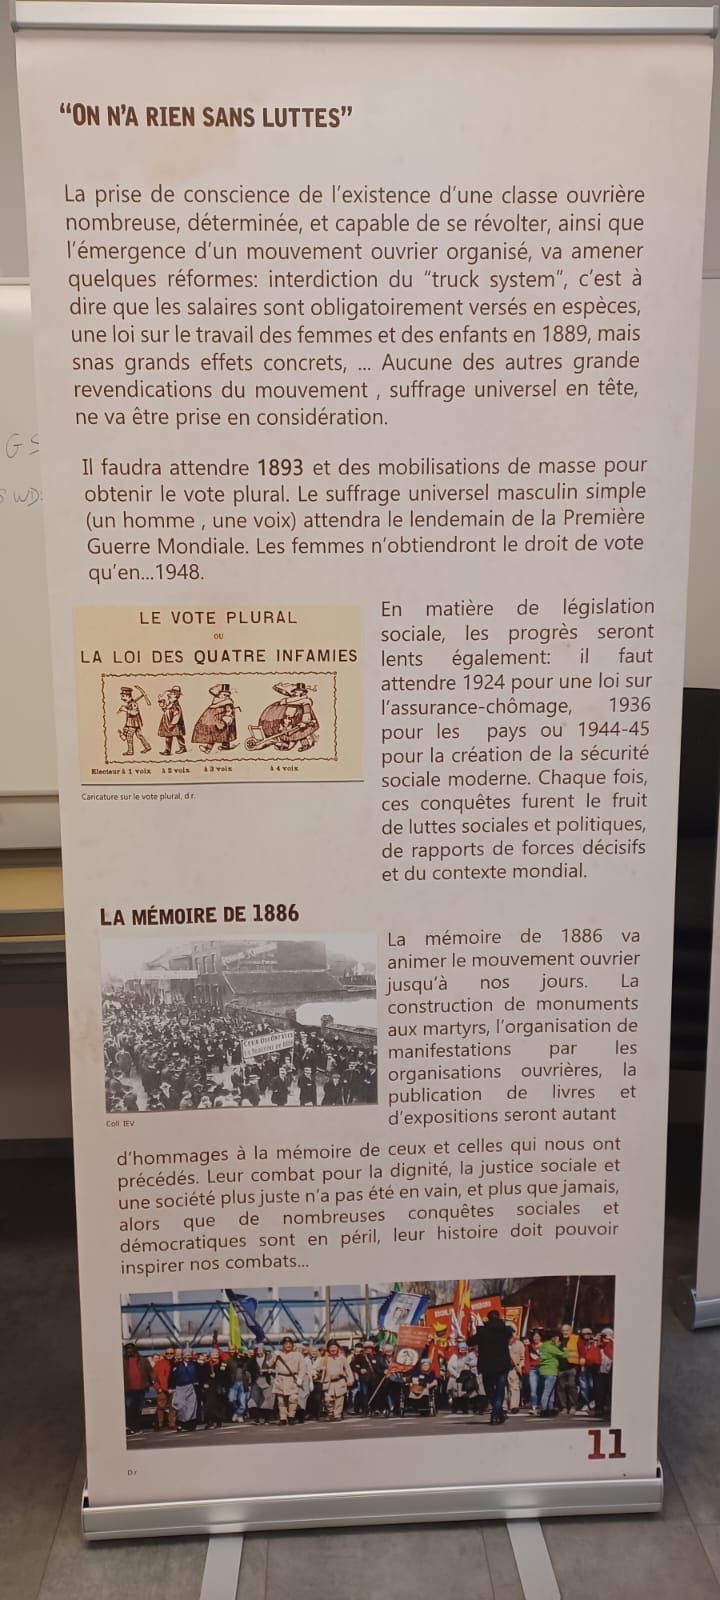 “ON N’A RIEN SANS LUTTES”
La prise de conscience de l’existence d’une classe ouvrière
nombreuse, déterminée, et capable de se révolter, ainsi que
l’émergence d’un mouvement ouvrier organisé, va amener
quelques réformes: interdiction du “truck system”, c’est à
dire que les salaires sont obligatoirement versés en espèces,
une loi sur le travail des femmes et des enfants en 1889, mais
snas grands effets concrets, ... Aucune des autres grande
revendications du mouvement , suffrage universel en tête,
ne va être prise en considération.
Il faudra attendre 1893 et des mobilisations de masse pour
obtenir le vote plural. Le suffrage universel masculin simple
(un homme , une voix) attendra le lendemain de la Première
Guerre Mondiale. Les femmes n’obtiendront le droit de vote
qu’en...1948.
LE VOTE PLURAL
OU
LA LOI DES QUATRE INFAMIES
Electeur à 1 voix à 2 voix à 3 voix à 4 voix
Caricature sur le vote plural, d.r.
En matière de législation
sociale, les progrès seront
lents également: il faut
attendre 1924 pour une loi sur
l’assurance-chômage, 1936
pour les pays ou 1944-45
pour la création de la sécurité
sociale moderne. Chaque fois,
ces conquêtes furent le fruit
de luttes sociales et politiques,
de rapports de forces décisifs
et du contexte mondial.
LA MÉMOIRE DE 1886
Coll. IEV
La mémoire de 1886 va
animer le mouvement ouvrier
jusqu’à nos jours. La
construction de monuments
aux martyrs, l’organisation de
manifestations par les
organisations ouvrières, la
publication de livres et
d’expositions seront autant
d’hommages à la mémoire de ceux et celles qui nous ont
précédés. Leur combat pour la dignité, la justice sociale et
une société plus juste n’a pas été en vain, et plus que jamais,
alors que de nombreuses conquêtes sociales et
démocratiques sont en péril, leur histoire doit pouvoir
inspirer nos combats...
11